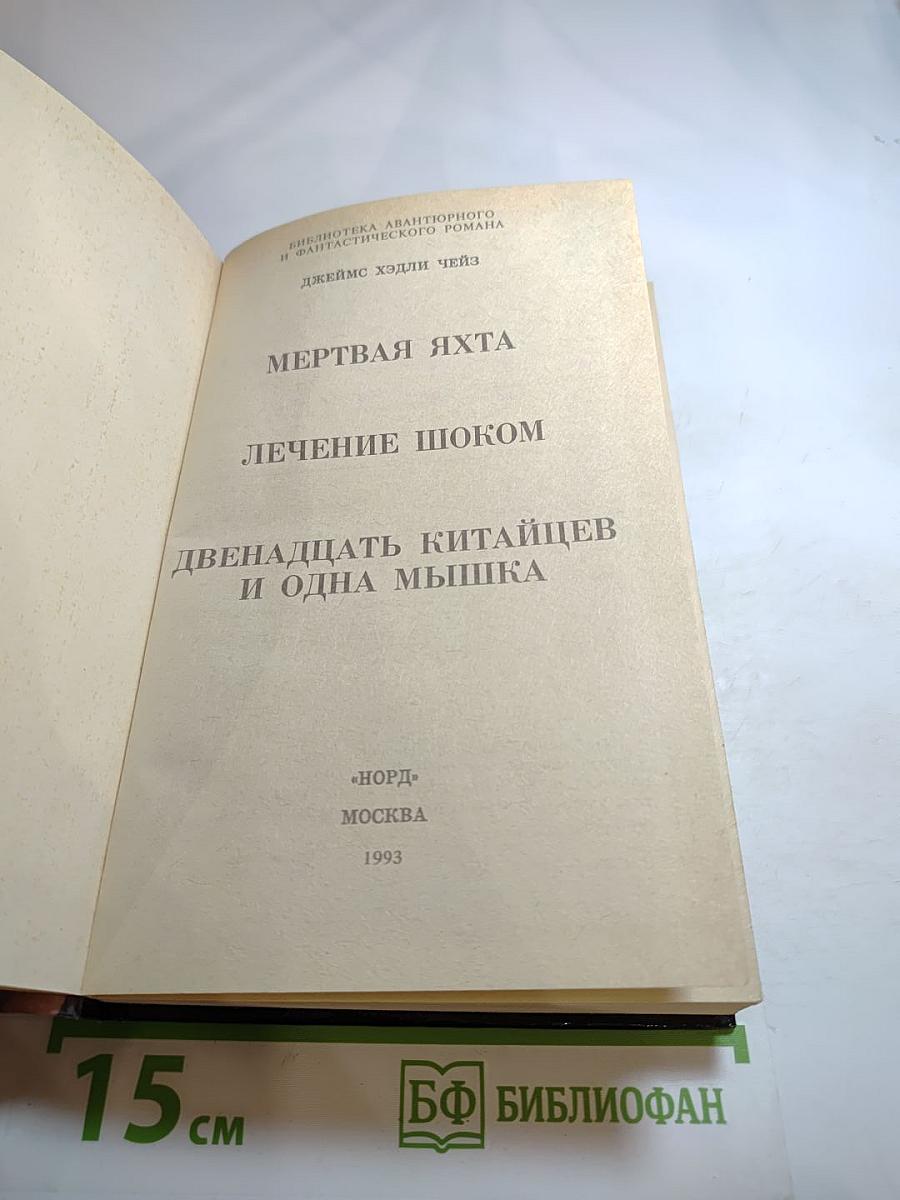 БИБЛИОТЕКА АВАНТЮРНОГО
И ФАНТАСТИЧЕСКОГО РОМАНА
ДЖЕЙМС ХЭДЛИ ЧЕЙЗ
МЕРТВАЯ ЯХТА
ЛЕЧЕНИЕ ШОКОМ
ДВЕНАДЦАТЬ КИТАЙЦЕВ
И ОДНА МЫШКА
«НОРД»
МОСКВА
1993
15 см
БФ БИБЛИОФАН